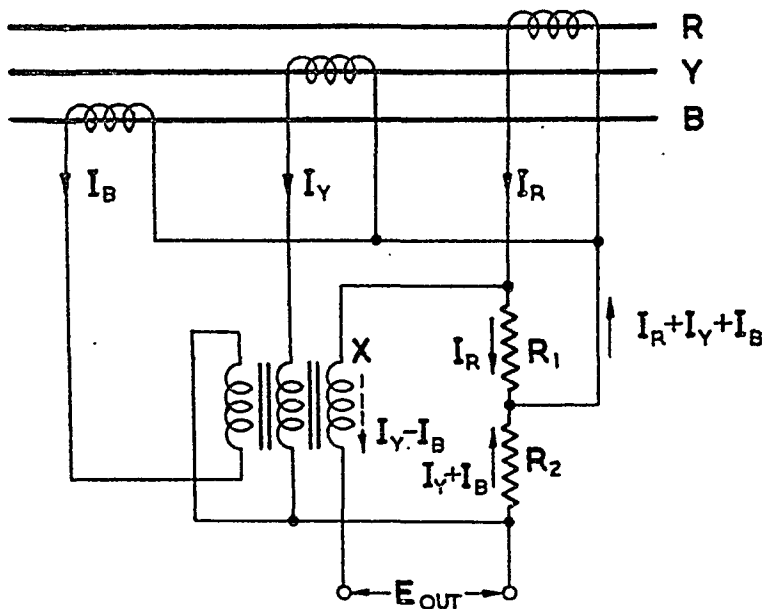 R
Y
B
I_B
I_Y
I_R
I_R+I_Y+I_B
X
I_R
R_1
I_Y-I_B
I_Y+I_B
R_2
E_OUT